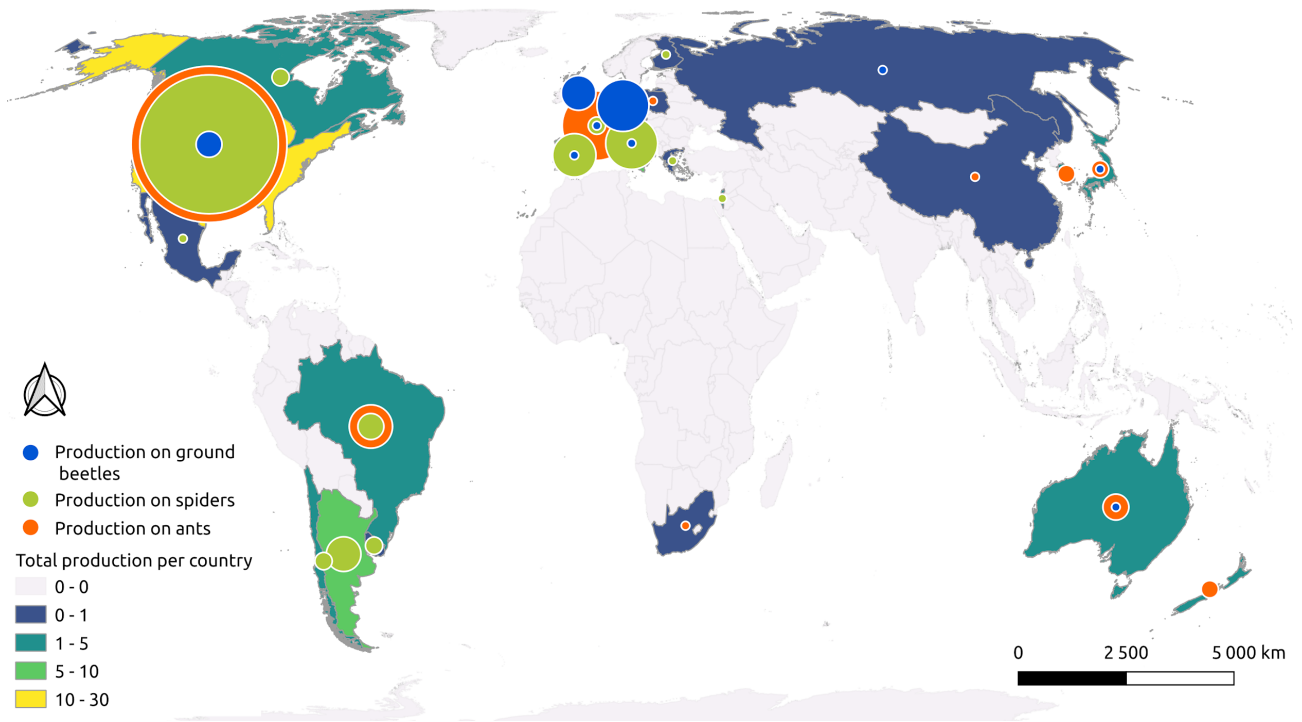 Production on ground
beetles
Production on spiders
Production on ants
Total production per country
0 - 0
0 - 1
1 - 5
5 - 10
10 - 30
0 2 500 5 000 km